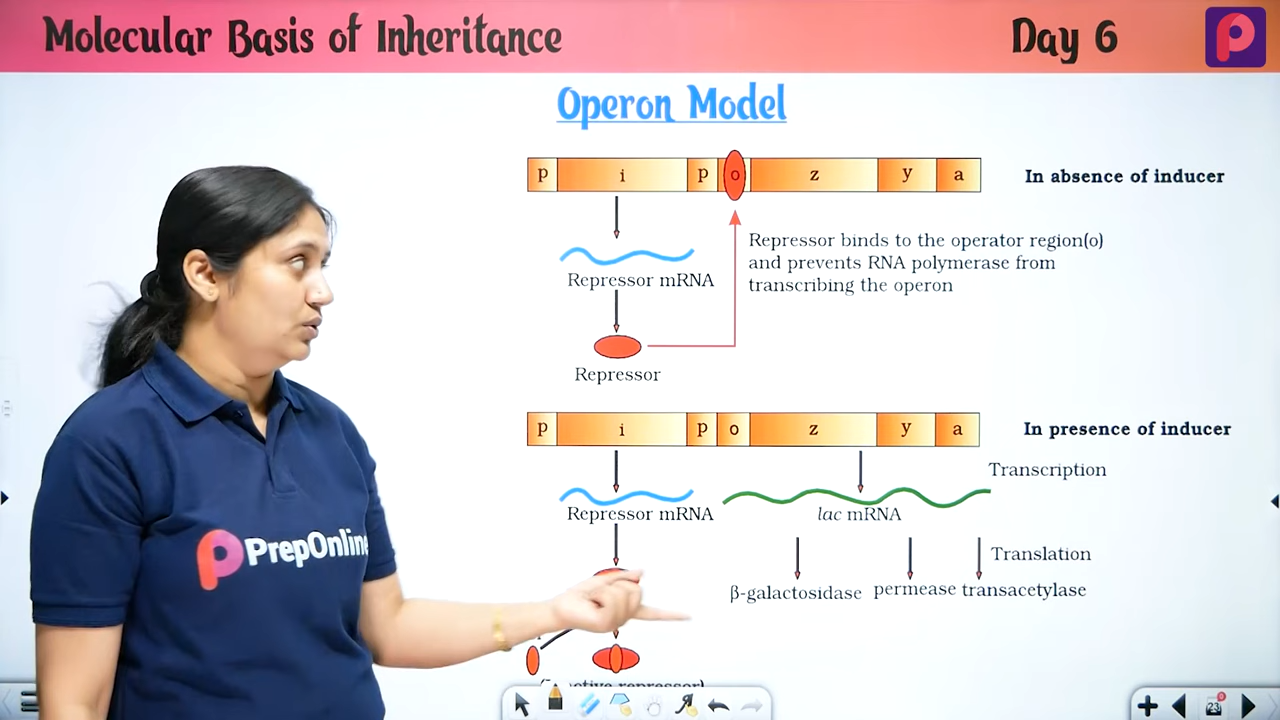 Molecular Basis of Inheritance
Day 6
Operon Model
p i p o z y a
In absence of inducer
Repressor binds to the operator region(o)
and prevents RNA polymerase from
transcribing the operon
Repressor mRNA
Repressor
p i p o z y a
In presence of inducer
Transcription
Repressor mRNA
lac mRNA
Translation
β-galactosidase permease transacetylase
PrepOnline
repressor)
23